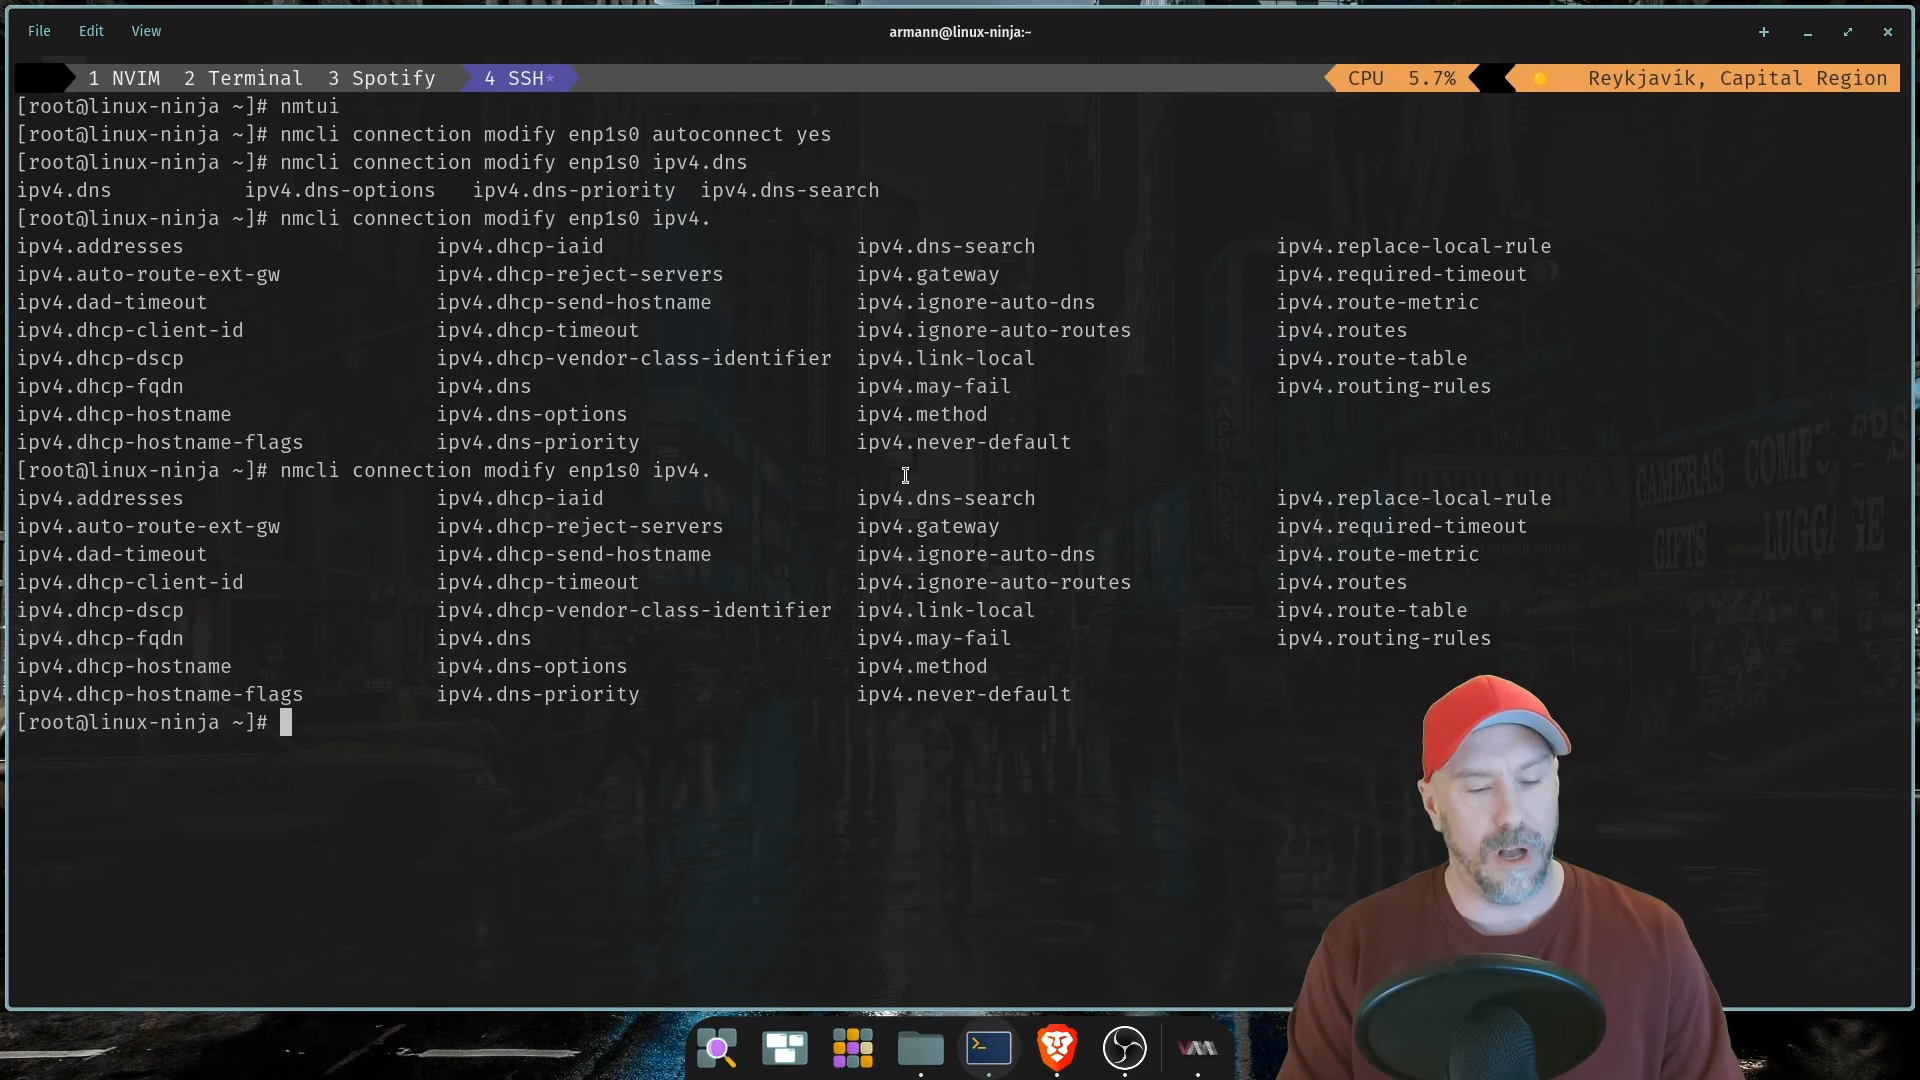 File Edit View armann@linux-ninja:~
1 NVIM 2 Terminal 3 Spotify 4 SSH* CPU 5.7% Reykjavík, Capital Region
[root@linux-ninja ~]# nmtui
[root@linux-ninja ~]# nmcli connection modify enp1s0 autoconnect yes
[root@linux-ninja ~]# nmcli connection modify enp1s0 ipv4.dns
ipv4.dns ipv4.dns-options ipv4.dns-priority ipv4.dns-search
[root@linux-ninja ~]# nmcli connection modify enp1s0 ipv4.
ipv4.addresses ipv4.dhcp-iaid ipv4.dns-search ipv4.replace-local-rule
ipv4.auto-route-ext-gw ipv4.dhcp-reject-servers ipv4.gateway ipv4.required-timeout
ipv4.dad-timeout ipv4.dhcp-send-hostname ipv4.ignore-auto-dns ipv4.route-metric
ipv4.dhcp-client-id ipv4.dhcp-timeout ipv4.ignore-auto-routes ipv4.routes
ipv4.dhcp-dscp ipv4.dhcp-vendor-class-identifier ipv4.link-local ipv4.route-table
ipv4.dhcp-fqdn ipv4.dns ipv4.may-fail ipv4.routing-rules
ipv4.dhcp-hostname ipv4.dns-options ipv4.method
ipv4.dhcp-hostname-flags ipv4.dns-priority ipv4.never-default
[root@linux-ninja ~]# nmcli connection modify enp1s0 ipv4.
ipv4.addresses ipv4.dhcp-iaid ipv4.dns-search ipv4.replace-local-rule
ipv4.auto-route-ext-gw ipv4.dhcp-reject-servers ipv4.gateway ipv4.required-timeout
ipv4.dad-timeout ipv4.dhcp-send-hostname ipv4.ignore-auto-dns ipv4.route-metric
ipv4.dhcp-client-id ipv4.dhcp-timeout ipv4.ignore-auto-routes ipv4.routes
ipv4.dhcp-dscp ipv4.dhcp-vendor-class-identifier ipv4.link-local ipv4.route-table
ipv4.dhcp-fqdn ipv4.dns ipv4.may-fail ipv4.routing-rules
ipv4.dhcp-hostname ipv4.dns-options ipv4.method
ipv4.dhcp-hostname-flags ipv4.dns-priority ipv4.never-default
[root@linux-ninja ~]#
CAMERAS
GIFTS